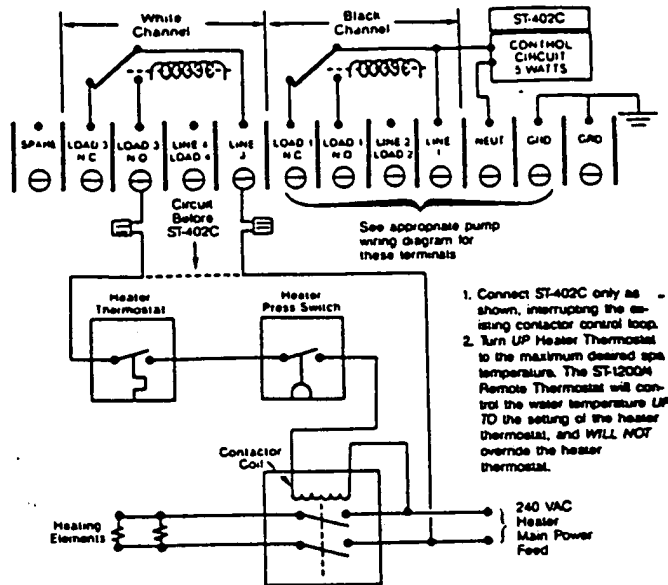 White
Channel
Black
Channel
ST-402C
CONTROL
CIRCUIT
5 WATTS
SPARE
LOAD 3
N C
LOAD 3
N O
LINE 4
LOAD 4
LINE
3
LOAD 1
N C
LOAD 1
N O
LINE 2
LOAD 2
LINE
1
NEUT
GRD
GRD
Circuit
Before
ST-402C
See appropriate pump
wiring diagram for
these terminals
Heater
Thermostat
Heater
Press Switch
1. Connect ST-402C only as
shown, interrupting the ex-
isting contactor control loop.
2. Turn UP Heater Thermostat
to the maximum desired spa
temperature. The ST-1200/4
Remote Thermostat will con-
trol the water temperature UP
TO the setting of the heater
thermostat, and WILL NOT
override the heater
thermostat.
Contactor
Coil
Heating
Elements
240 VAC
Heater
Main Power
Feed